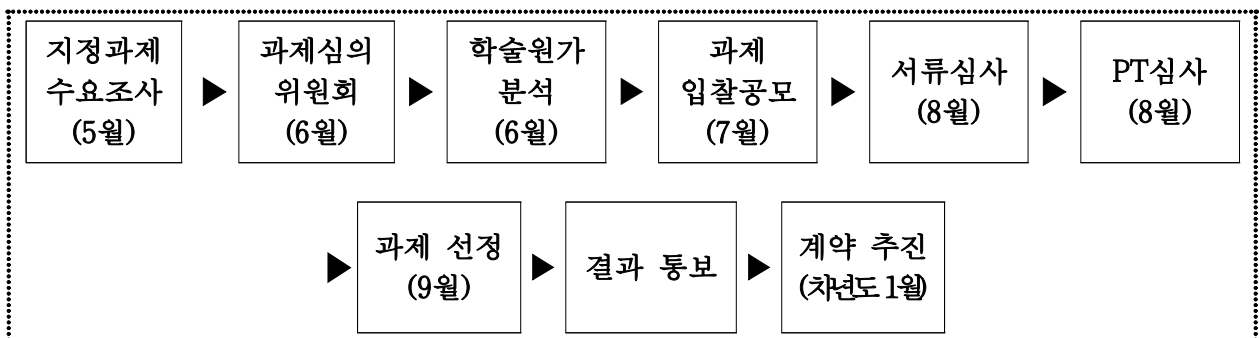 지정과제
수요조사
(5월)
▶
과제심의
위원회
(6월)
▶
학술원가
분석
(6월)
▶
과제
입찰공모
(7월)
▶
서류심사
(8월)
▶
PT심사
(8월)
▶
과제 선정
(9월)
▶
결과 통보
▶
계약 추진
(차년도 1월)